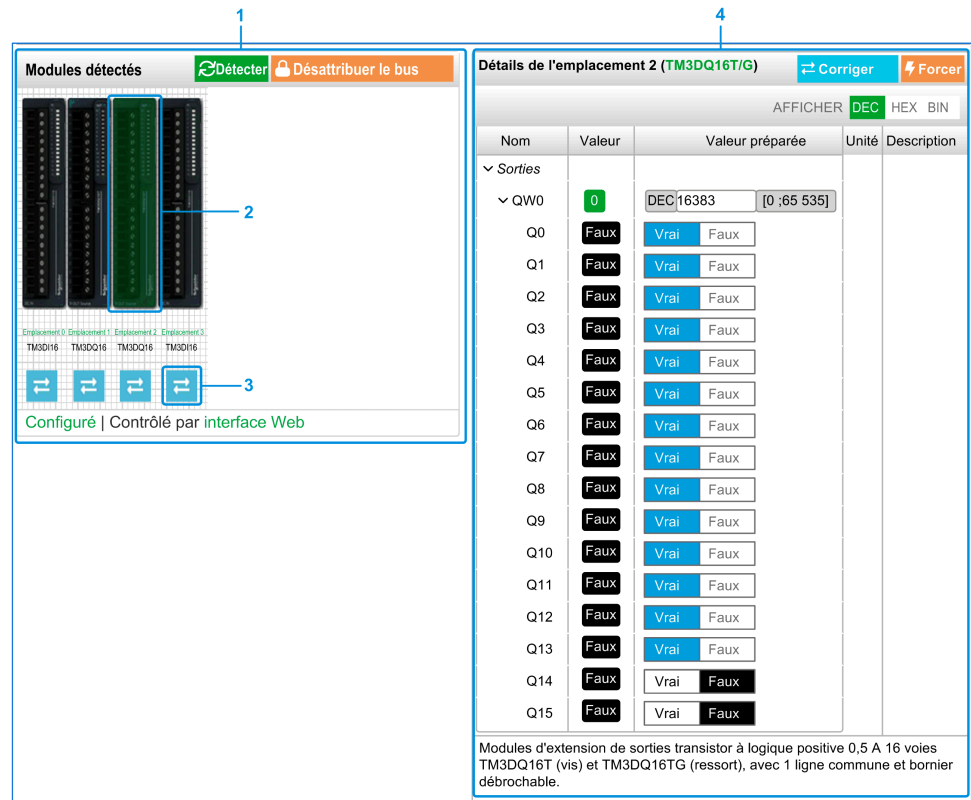 1
4
Modules détectés
Détecter
Désattribuer le bus
2
Emplacement 0 Emplacement 1 Emplacement 2 Emplacement 3
TM3DI16 TM3DQ16 TM3DQ16 TM3DI16
3
Configuré | Contrôlé par interface Web
Détails de l'emplacement 2 (TM3DQ16T/G)
Corriger
Forcer
AFFICHER DEC HEX BIN
Nom Valeur Valeur préparée Unité Description
Sorties
QW0 0 DEC 16383 [0 ;65 535]
Q0 Faux Vrai Faux
Q1 Faux Vrai Faux
Q2 Faux Vrai Faux
Q3 Faux Vrai Faux
Q4 Faux Vrai Faux
Q5 Faux Vrai Faux
Q6 Faux Vrai Faux
Q7 Faux Vrai Faux
Q8 Faux Vrai Faux
Q9 Faux Vrai Faux
Q10 Faux Vrai Faux
Q11 Faux Vrai Faux
Q12 Faux Vrai Faux
Q13 Faux Vrai Faux
Q14 Faux Vrai Faux
Q15 Faux Vrai Faux
Modules d'extension de sorties transistor à logique positive 0,5 A 16 voies
TM3DQ16T (vis) et TM3DQ16TG (ressort), avec 1 ligne commune et bornier
débrochable.